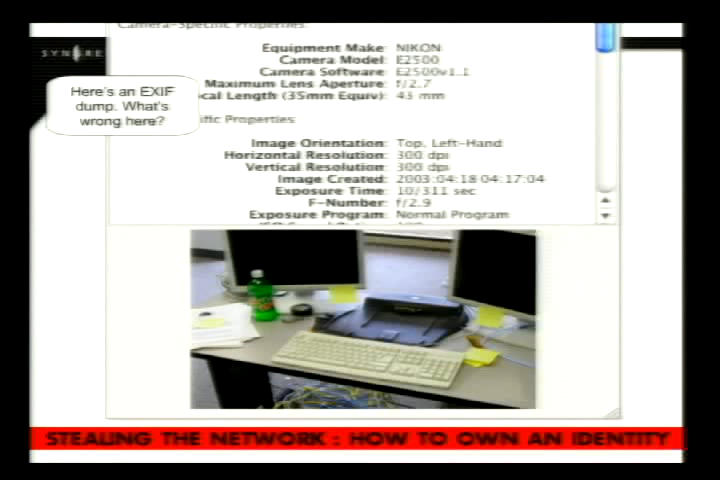 Camera-Specific Properties:
SYNGRESS
Equipment Make: NIKON
Camera Model: E2500
Camera Software: E2500v1.1
Maximum Lens Aperture: f/2.7
ocal Length (35mm Equiv): 43 mm
Here's an EXIF
dump. What's
wrong here?
ific Properties:
Image Orientation: Top, Left-Hand
Horizontal Resolution: 300 dpi
Vertical Resolution: 300 dpi
Image Created: 2003:04:18 04:17:04
Exposure Time: 10/311 sec
F-Number: f/2.9
Exposure Program: Normal Program
STEALING THE NETWORK : HOW TO OWN AN IDENTITY